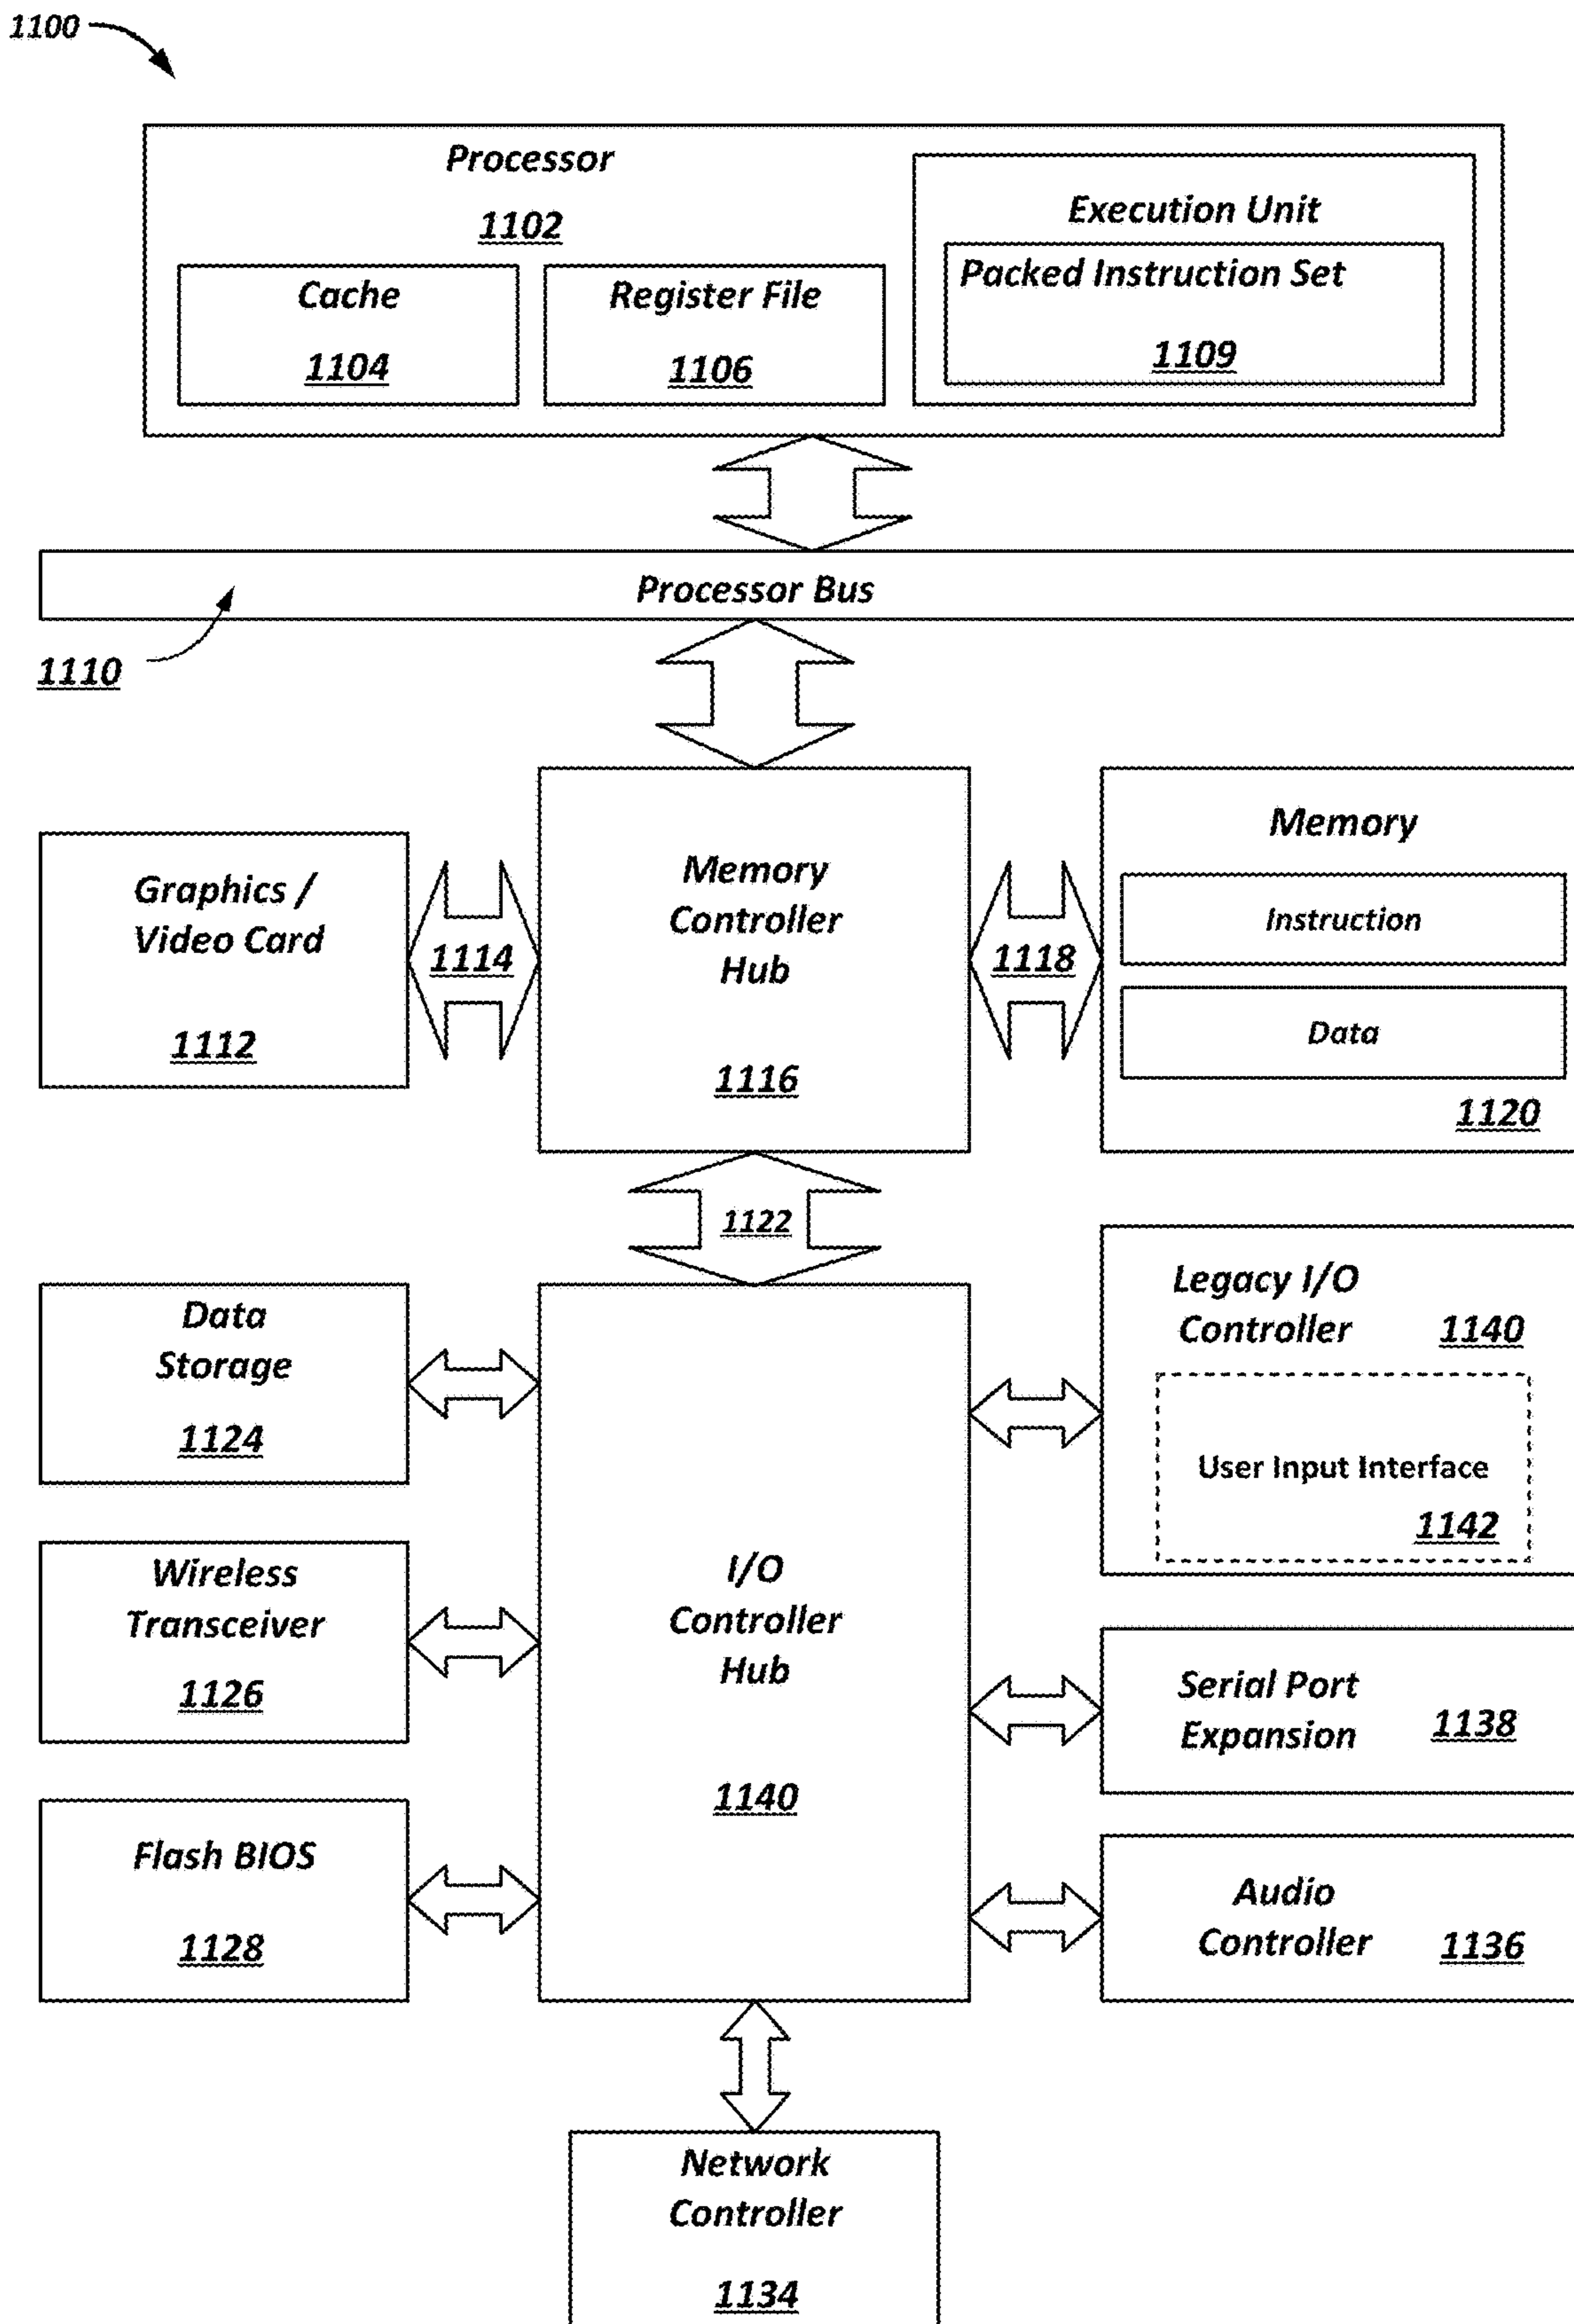 1100
Processor
1102
Cache
1104
Register File
1106
Execution Unit
Packed Instruction Set
1109
Processor Bus
1110
Graphics /
Video Card
1112
1114
Memory
Controller
Hub
1116
1118
Memory
Instruction
Data
1120
1122
Data
Storage
1124
Wireless
Transceiver
1126
Flash BIOS
1128
I/O
Controller
Hub
1140
Legacy I/O
Controller
1140
User Input Interface
1142
Serial Port
Expansion
1138
Audio
Controller
1136
Network
Controller
1134